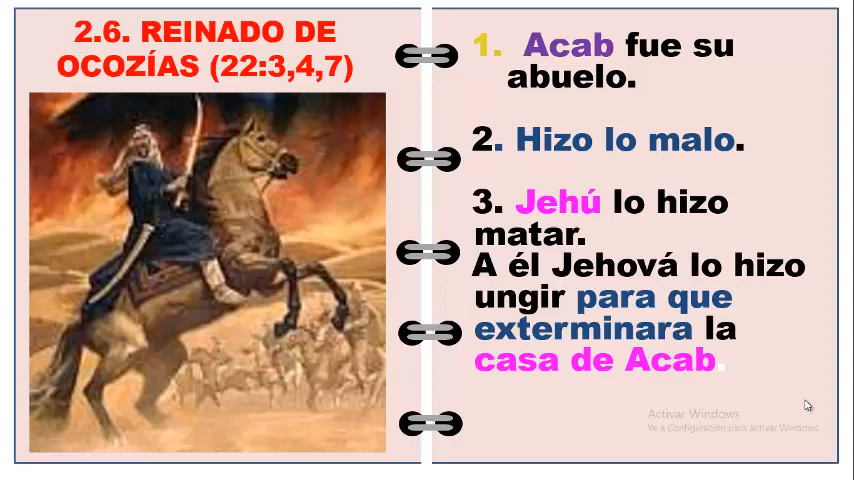 2.6. REINADO DE
OCOZÍAS (22:3,4,7)
1. Acab fue su
abuelo.
2. Hizo lo malo.
3. Jehú lo hizo
matar.
A él Jehová lo hizo
ungir para que
exterminara la
casa de Acab.
Activar Windows
Ve a Configuración para activar Windows.